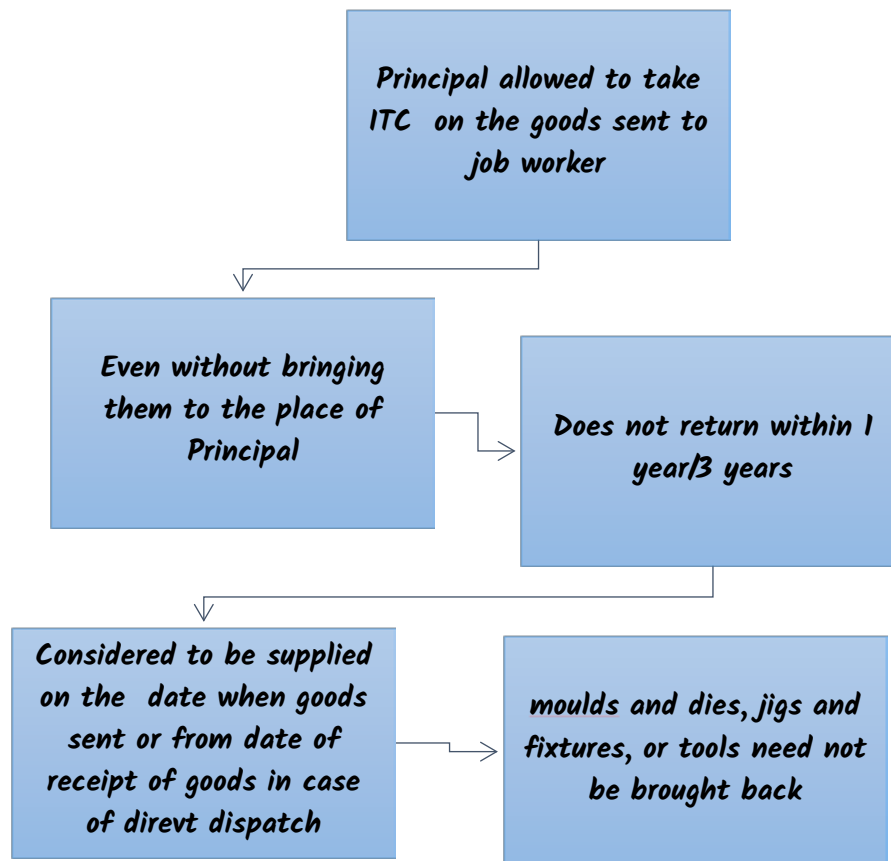 Principal allowed to take
ITC on the goods sent to
job worker
Even without bringing
them to the place of
Principal
Does not return within 1
year/3 years
Considered to be supplied
on the date when goods
sent or from date of
receipt of goods in case
of direvt dispatch
moulds and dies, jigs and
fixtures, or tools need not
be brought back